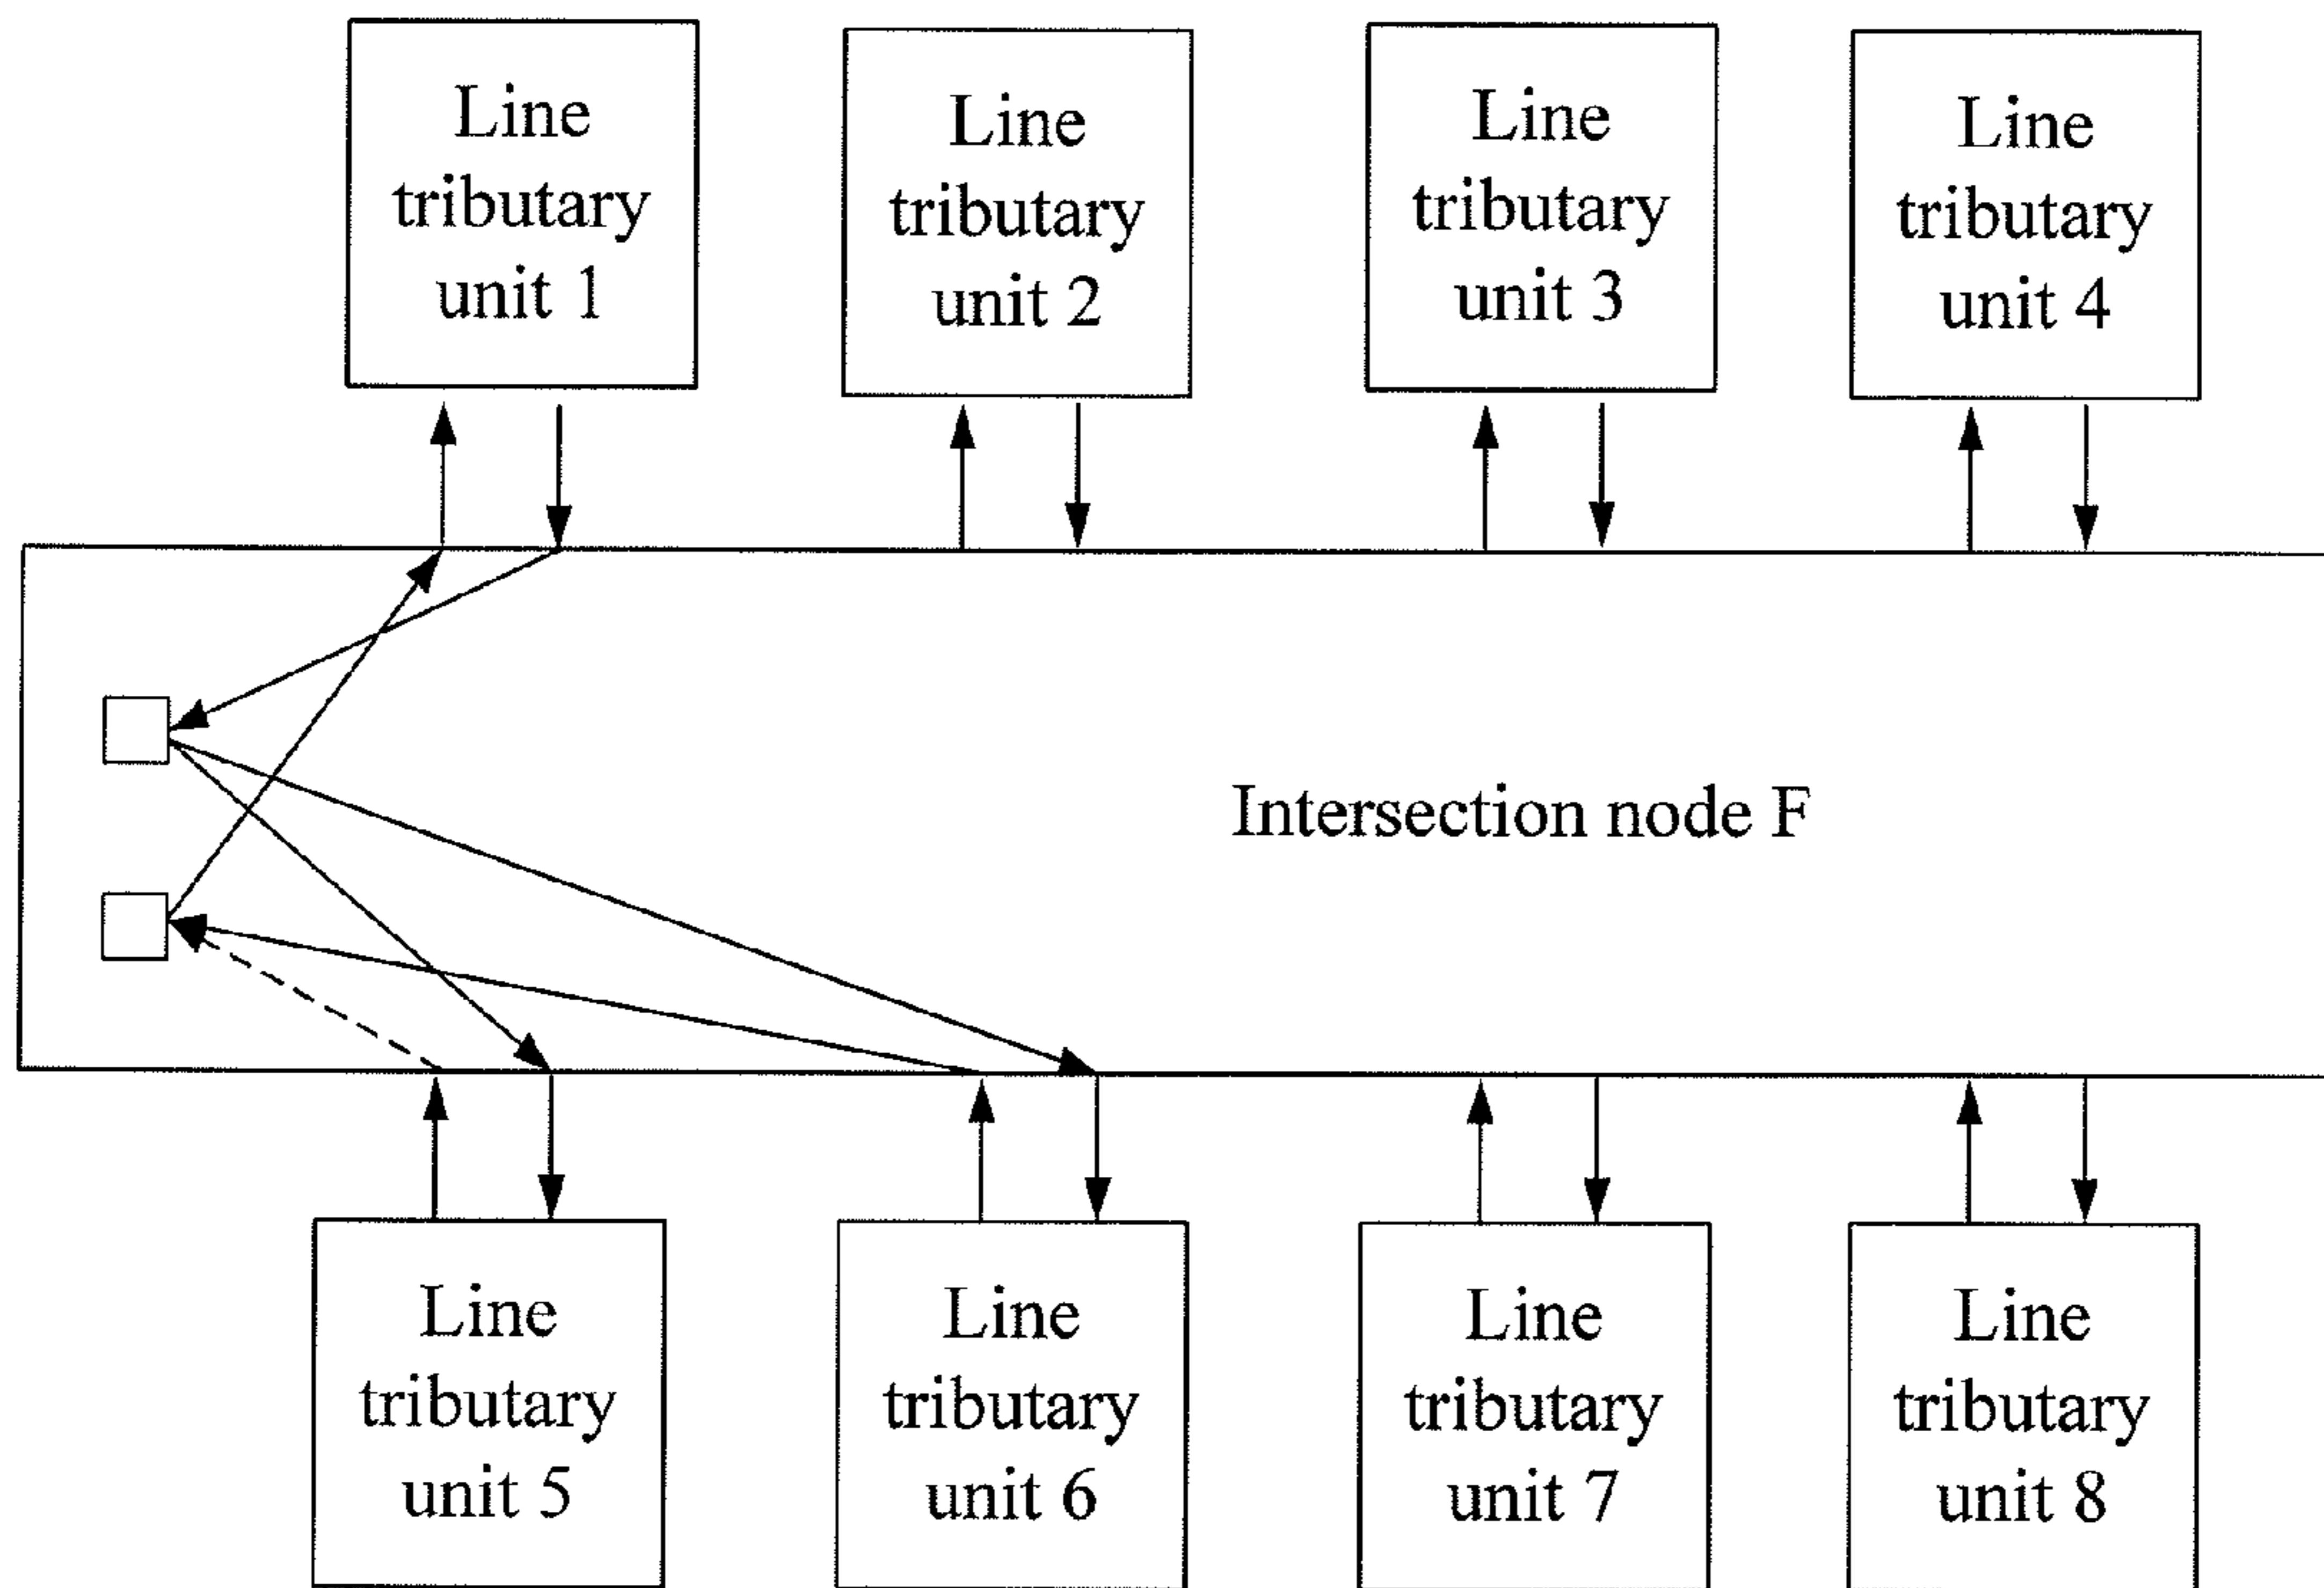 Line
tributary
unit 1
Line
tributary
unit 2
Line
tributary
unit 3
Line
tributary
unit 4
Intersection node F
Line
tributary
unit 5
Line
tributary
unit 6
Line
tributary
unit 7
Line
tributary
unit 8